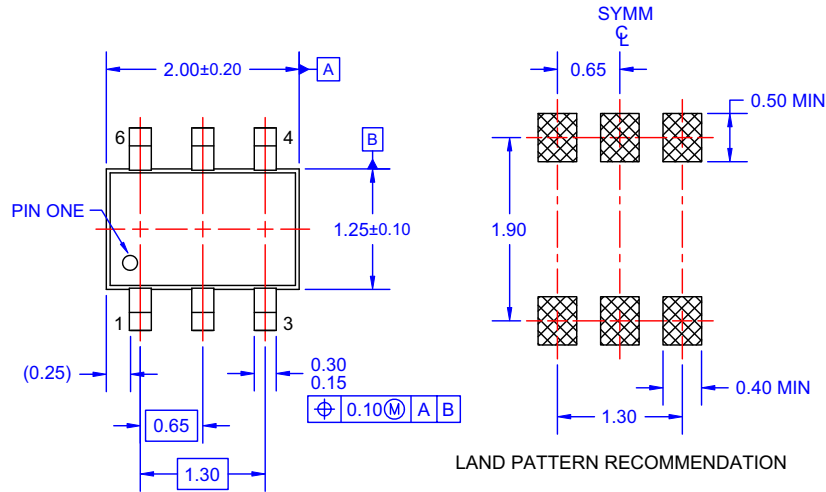 SYMM
℄
2.00±0.20
A
0.65
0.50 MIN
6
4
B
PIN ONE
1.25±0.10
1.90
1
3
(0.25)
0.30
0.15
⌖ 0.10Ⓜ A B
0.40 MIN
0.65
1.30
1.30
LAND PATTERN RECOMMENDATION